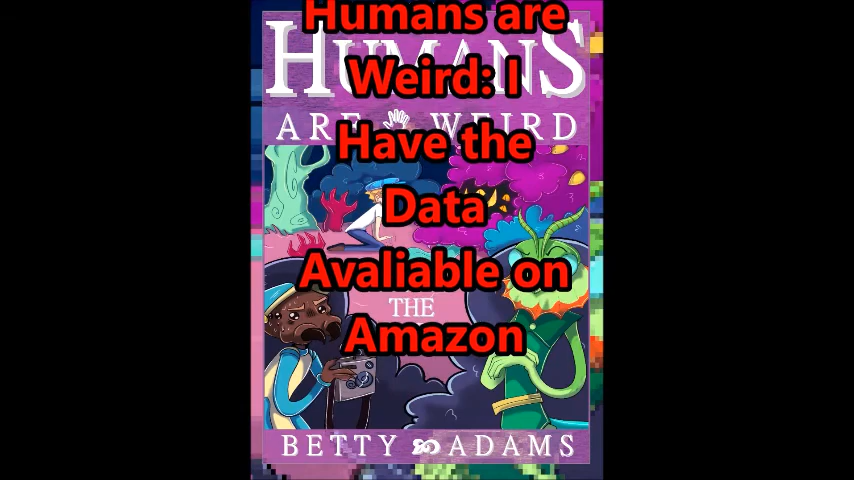 Humans are
HUMANS
Weird: I
ARE WEIRD
Have the
Data
Avaliable on
THE
Amazon
BETTY ADAMS